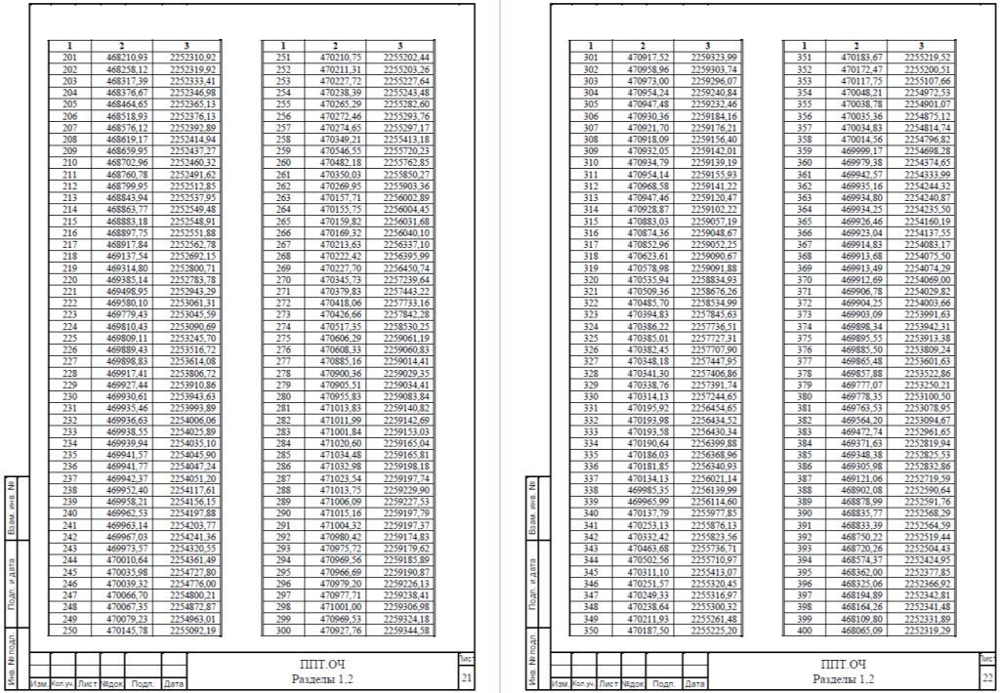 1 2 3
201 468210,93 2252310,92
202 468258,12 2252319,92
203 468317,39 2252333,41
204 468376,67 2252346,98
205 468464,65 2252365,13
206 468518,93 2252376,13
207 468576,12 2252392,89
208 468619,17 2252414,94
209 468659,95 2252437,27
210 468702,96 2252460,32
211 468760,78 2252491,62
212 468799,95 2252512,85
213 468843,94 2252537,95
214 468863,77 2252549,48
215 468883,18 2252548,91
216 468897,75 2252551,88
217 468917,84 2252562,78
218 469137,54 2252692,15
219 469314,80 2252800,71
220 469385,14 2252783,78
221 469498,95 2252943,29
222 469580,10 2253061,31
223 469779,43 2253045,59
224 469810,43 2253090,69
225 469809,11 2253245,70
226 469889,43 2253516,72
227 469898,83 2253614,08
228 469917,41 2253806,72
229 469927,44 2253910,86
230 469930,61 2253943,63
231 469935,46 2253993,89
232 469936,63 2254006,06
233 469938,55 2254025,89
234 469939,94 2254035,10
235 469941,57 2254045,90
236 469941,77 2254047,24
237 469942,37 2254051,20
238 469952,40 2254117,61
239 469958,21 2254156,15
240 469962,53 2254197,88
241 469963,14 2254203,77
242 469967,03 2254241,36
243 469973,57 2254320,55
244 470010,64 2254361,49
245 470035,98 2254727,80
246 470039,32 2254776,00
247 470066,70 2254800,21
248 470067,35 2254872,87
249 470079,23 2254963,01
250 470145,78 2255092,19
1 2 3
251 470210,75 2255202,44
252 470211,31 2255203,26
253 470227,72 2255227,64
254 470238,39 2255243,48
255 470265,29 2255282,60
256 470272,46 2255293,76
257 470274,65 2255297,17
258 470349,21 2255413,18
259 470546,55 2255720,23
260 470482,18 2255762,85
261 470350,03 2255850,27
262 470269,95 2255903,36
263 470157,71 2256002,89
264 470155,75 2256004,45
265 470159,82 2256031,68
266 470169,32 2256040,10
267 470213,63 2256337,10
268 470222,42 2256395,99
269 470227,70 2256450,74
270 470345,73 2257239,64
271 470379,83 2257443,22
272 470418,06 2257733,16
273 470426,66 2257842,28
274 470517,35 2258530,25
275 470606,29 2259061,19
276 470608,33 2259060,83
277 470885,16 2259014,41
278 470900,36 2259029,35
279 470905,51 2259034,41
280 470955,83 2259083,84
281 471013,83 2259140,82
282 471011,99 2259142,69
283 471001,84 2259153,03
284 471020,60 2259165,04
285 471034,48 2259165,81
286 471032,98 2259198,18
287 471023,54 2259197,74
288 471013,75 2259229,90
289 471006,09 2259227,53
290 471015,16 2259197,79
291 471004,32 2259197,37
292 470980,42 2259174,83
293 470975,72 2259179,62
294 470969,56 2259185,89
295 470966,69 2259190,87
296 470979,20 2259226,13
297 470977,71 2259238,41
298 471001,00 2259306,98
299 470969,53 2259324,18
300 470927,76 2259344,58
Взам. инв. №
Подп. и дата
Инв. № подл.
Изм. Кол.уч. Лист №док. Подп. Дата
ППТ.ОЧ
Разделы 1,2
Лист
21
1 2 3
301 470917,52 2259323,99
302 470958,96 2259303,74
303 470973,00 2259296,07
304 470954,24 2259240,84
305 470947,48 2259232,46
306 470930,36 2259184,16
307 470921,70 2259176,21
308 470918,09 2259156,40
309 470932,05 2259142,01
310 470934,79 2259139,19
311 470954,14 2259155,93
312 470968,58 2259141,22
313 470947,46 2259120,47
314 470928,87 2259102,22
315 470883,03 2259057,19
316 470874,36 2259048,67
317 470852,96 2259052,25
318 470623,61 2259090,67
319 470578,98 2259091,88
320 470535,94 2258834,93
321 470509,36 2258676,26
322 470485,70 2258534,99
323 470394,83 2257845,63
324 470386,22 2257736,51
325 470385,01 2257727,31
326 470382,45 2257707,90
327 470348,18 2257447,95
328 470341,30 2257406,86
329 470338,76 2257391,74
330 470314,13 2257244,65
331 470195,92 2256454,65
332 470193,98 2256434,52
333 470193,58 2256430,34
334 470190,64 2256399,88
335 470186,03 2256368,96
336 470181,85 2256340,93
337 470134,13 2256021,14
338 469985,35 2256139,99
339 469965,99 2256114,60
340 470137,79 2255977,85
341 470253,13 2255876,13
342 470332,42 2255823,56
343 470463,68 2255736,71
344 470502,56 2255710,97
345 470311,10 2255413,07
346 470251,57 2255320,45
347 470249,33 2255316,97
348 470238,64 2255300,32
349 470211,93 2255261,48
350 470187,50 2255225,20
1 2 3
351 470183,67 2255219,52
352 470172,47 2255200,51
353 470117,75 2255107,66
354 470048,21 2254972,53
355 470038,78 2254901,07
356 470035,36 2254875,12
357 470034,83 2254814,74
358 470014,56 2254796,82
359 469999,17 2254698,28
360 469979,38 2254374,65
361 469942,57 2254333,99
362 469935,16 2254244,32
363 469934,80 2254240,87
364 469934,25 2254235,50
365 469926,46 2254160,19
366 469923,04 2254137,55
367 469914,83 2254083,17
368 469913,68 2254075,50
369 469913,49 2254074,29
370 469912,69 2254069,00
371 469906,78 2254029,82
372 469904,25 2254003,66
373 469903,09 2253991,63
374 469898,34 2253942,31
375 469895,55 2253913,38
376 469885,50 2253809,24
377 469865,48 2253601,63
378 469857,88 2253522,86
379 469777,07 2253250,21
380 469778,35 2253100,50
381 469763,53 2253078,95
382 469564,20 2253094,67
383 469472,74 2252961,65
384 469371,63 2252819,94
385 469348,38 2252825,53
386 469305,98 2252832,86
387 469121,06 2252719,59
388 468902,08 2252590,64
389 468878,99 2252591,76
390 468835,77 2252568,29
391 468833,39 2252564,59
392 468750,22 2252519,44
393 468720,26 2252504,43
394 468574,37 2252424,95
395 468362,00 2252377,85
396 468325,06 2252366,92
397 468194,89 2252342,81
398 468164,26 2252341,48
399 468109,80 2252331,89
400 468065,09 2252319,29
Взам. инв. №
Подп. и дата
Инв. № подл.
Изм. Кол.уч. Лист №док. Подп. Дата
ППТ.ОЧ
Разделы 1,2
Лист
22